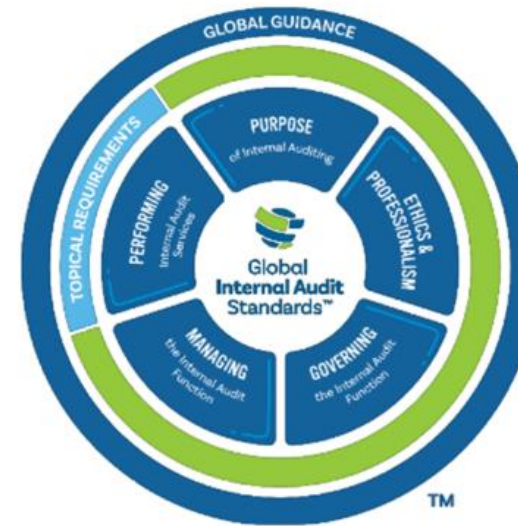 GLOBAL GUIDANCE
TOPICAL REQUIREMENTS
PURPOSE
of Internal Auditing
ETHICS &
PROFESSIONALISM
GOVERNING
the Internal Audit
Function
MANAGING
the Internal Audit
Function
PERFORMING
Internal Audit
Services
Global
Internal Audit
Standards™
TM